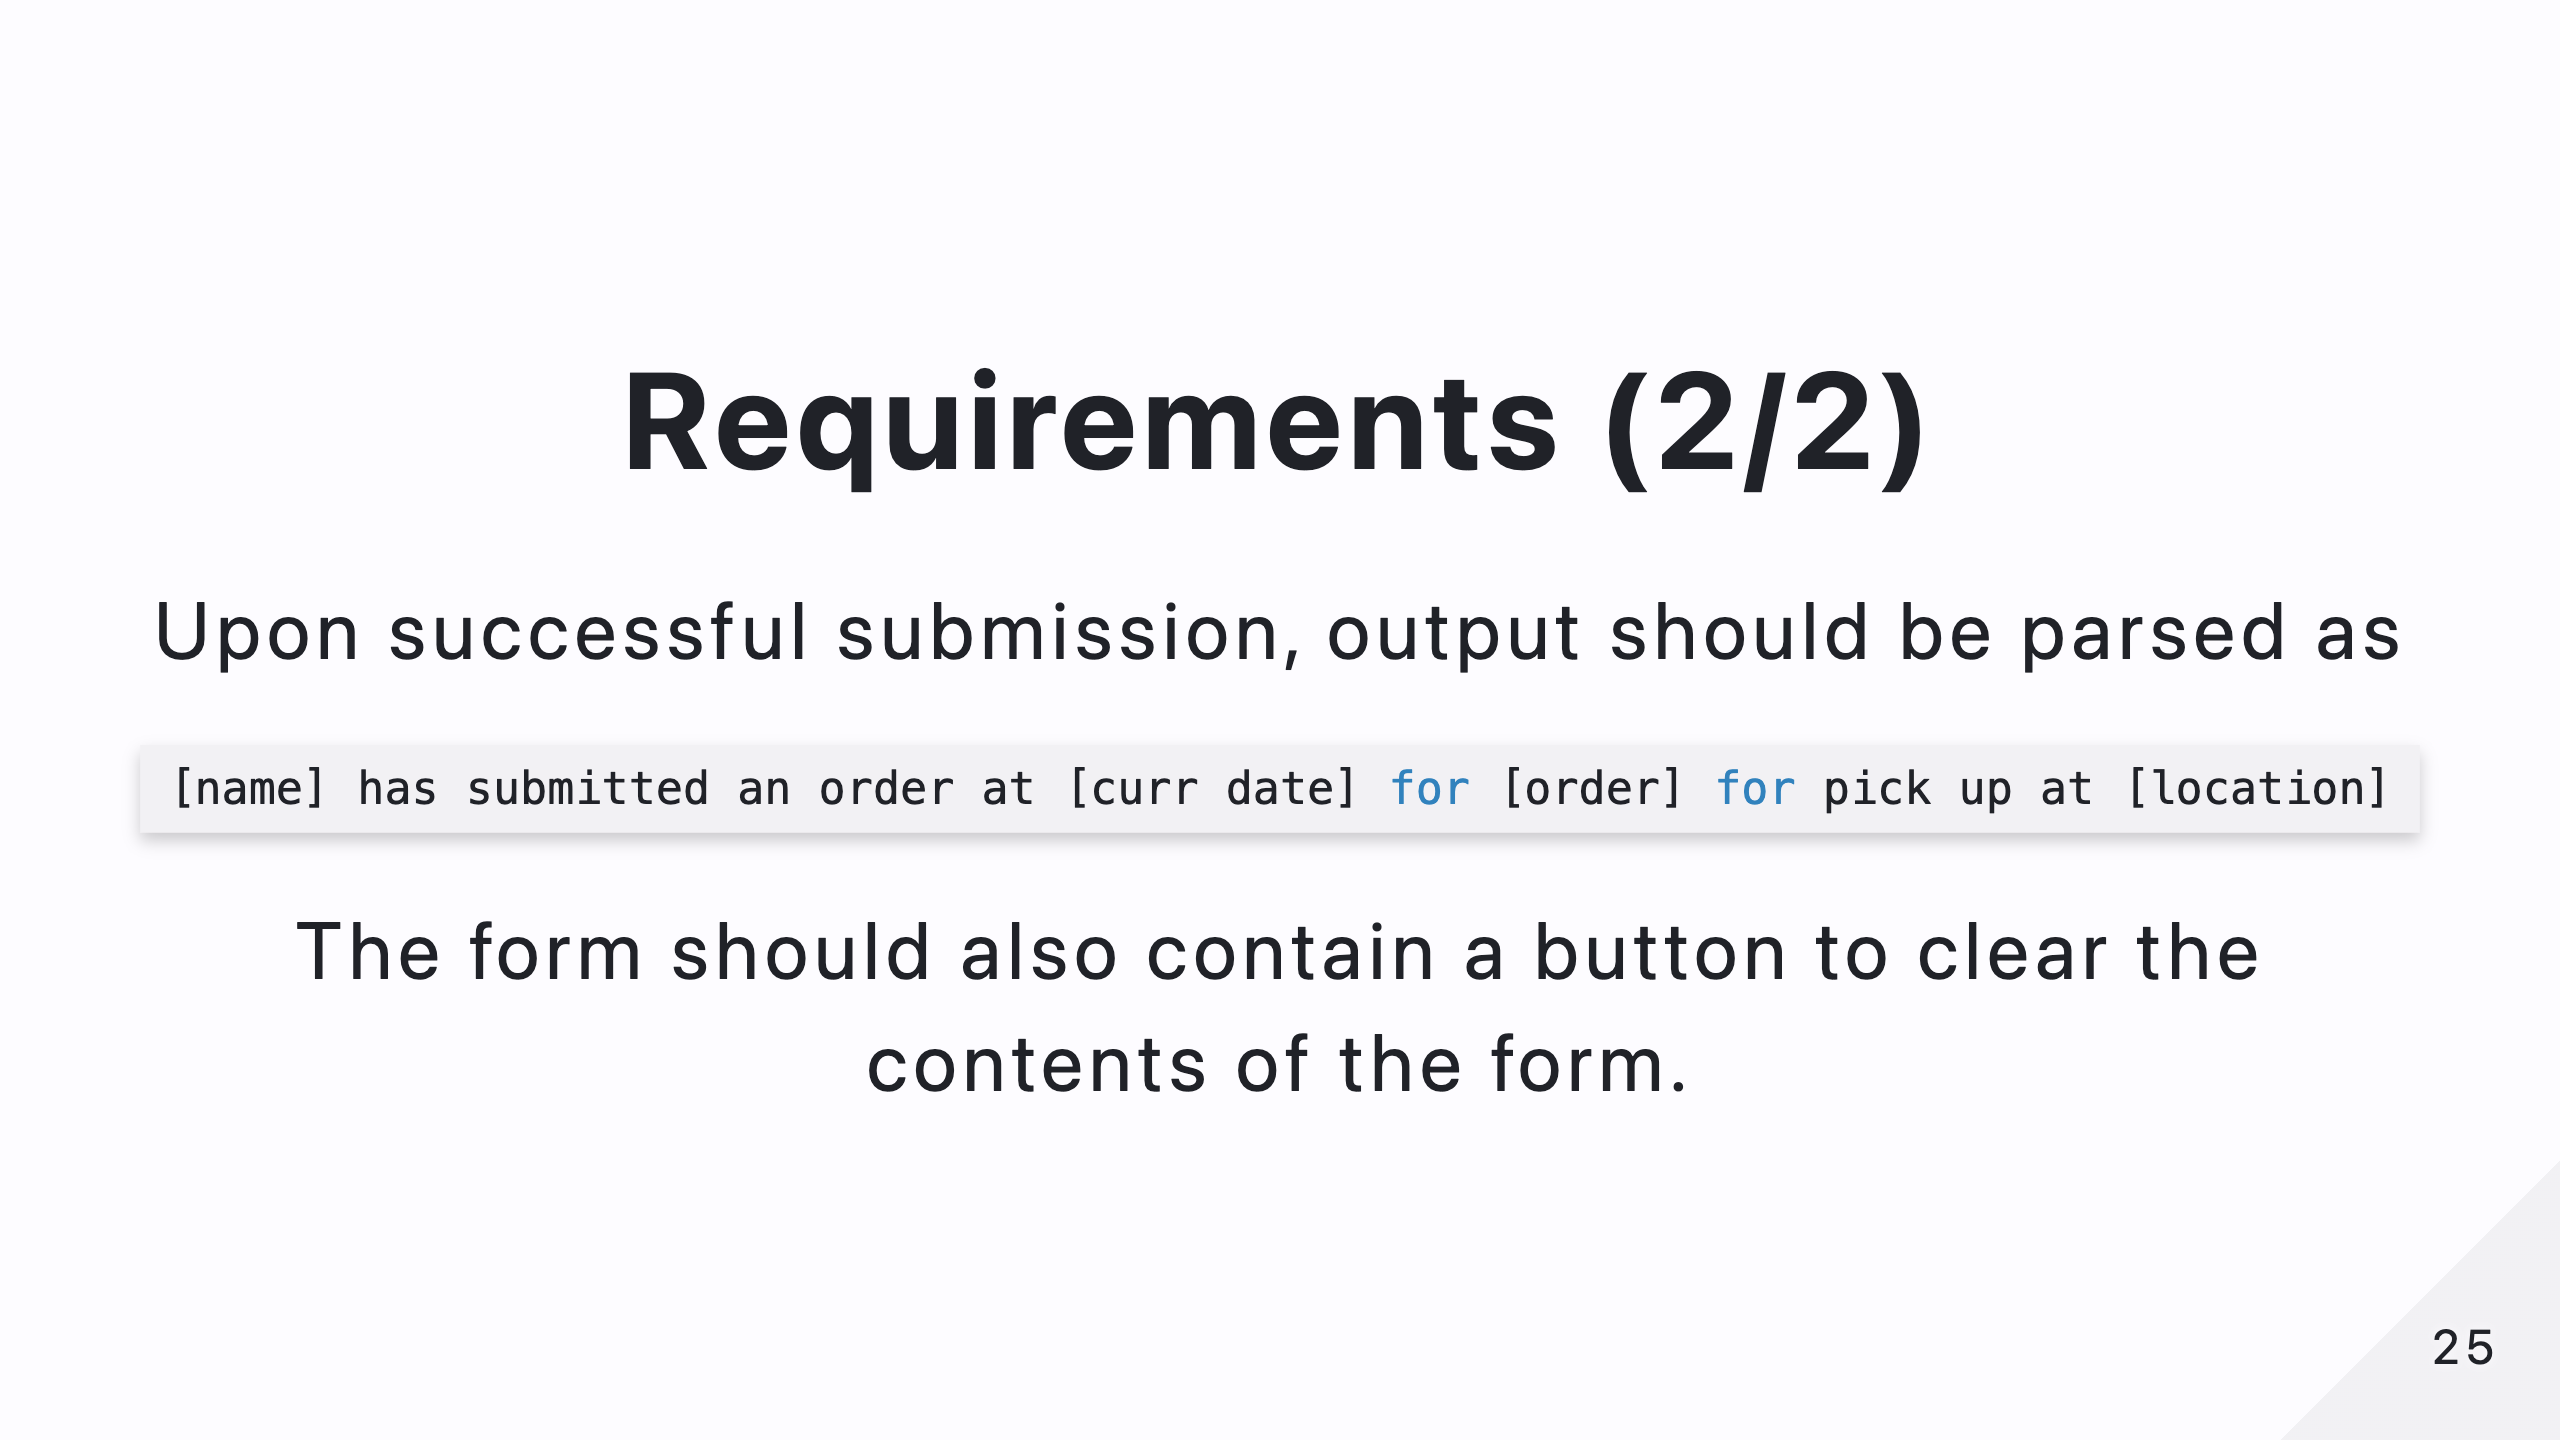 Requirements (2/2)
Upon successful submission, output should be parsed as
[name] has submitted an order at [curr date] for [order] for pick up at [location]
The form should also contain a button to clear the
contents of the form.
25